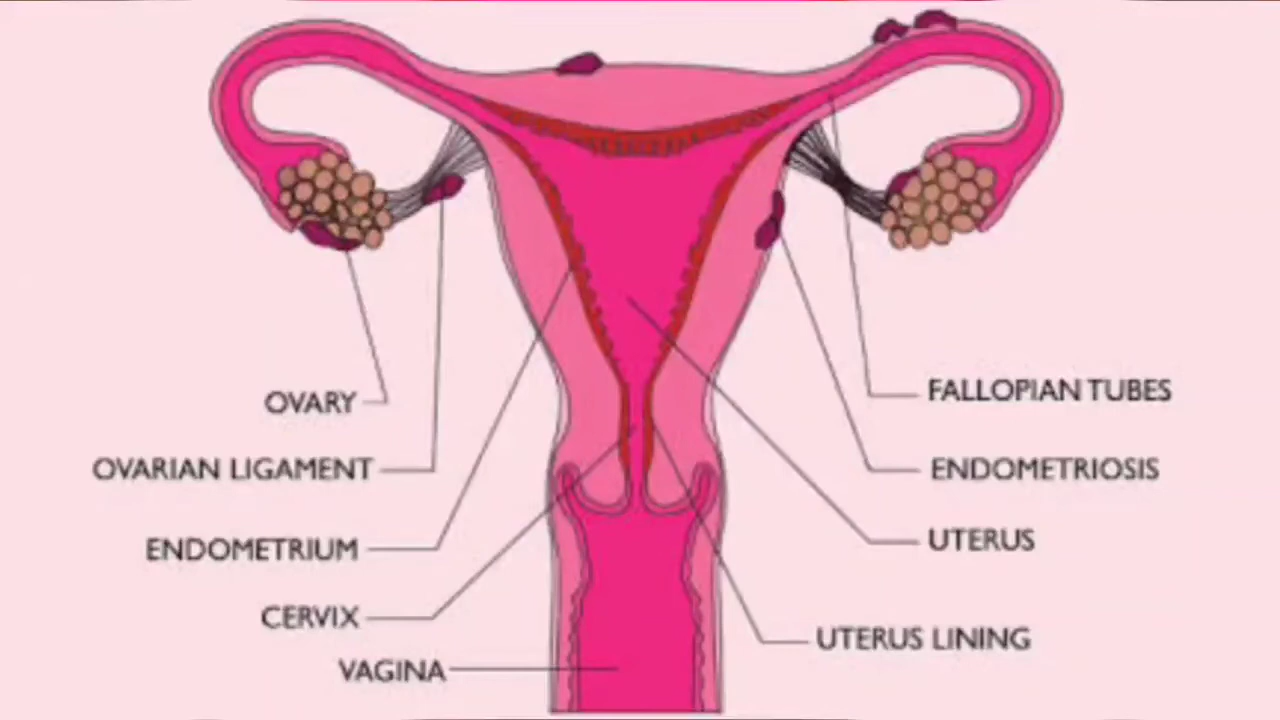 OVARY
OVARIAN LIGAMENT
ENDOMETRIUM
CERVIX
VAGINA
FALLOPIAN TUBES
ENDOMETRIOSIS
UTERUS
UTERUS LINING